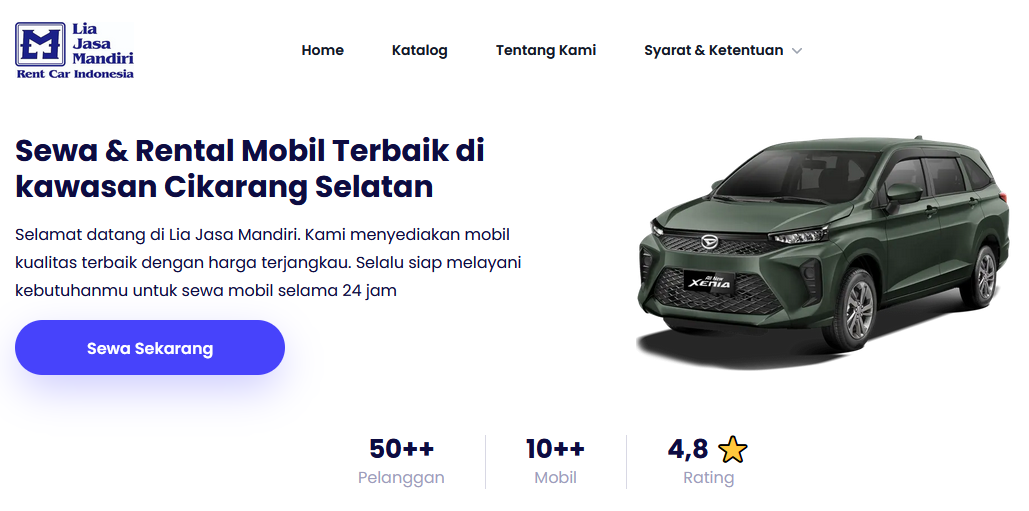 Lia
Jasa
Mandiri
Rent Car Indonesia
Home
Katalog
Tentang Kami
Syarat & Ketentuan
Sewa & Rental Mobil Terbaik di
kawasan Cikarang Selatan
Selamat datang di Lia Jasa Mandiri. Kami menyediakan mobil
kualitas terbaik dengan harga terjangkau. Selalu siap melayani
kebutuhanmu untuk sewa mobil selama 24 jam
Sewa Sekarang
All New
XENIA
50++
Pelanggan
10++
Mobil
4,8
Rating